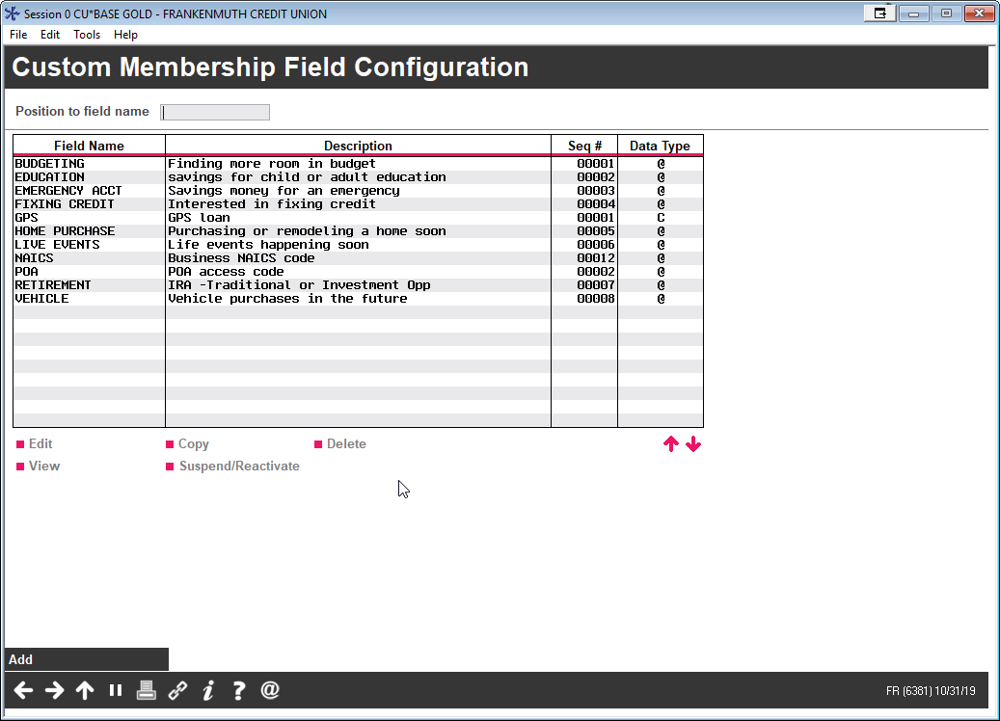 Session 0 CU*BASE GOLD - FRANKENMUTH CREDIT UNION
File Edit Tools Help
Custom Membership Field Configuration
Position to field name
Field Name Description Seq # Data Type
BUDGETING Finding more room in budget 00001 @
EDUCATION savings for child or adult education 00002 @
EMERGENCY ACCT Savings money for an emergency 00003 @
FIXING CREDIT Interested in fixing credit 00004 @
GPS GPS loan 00001 C
HOME PURCHASE Purchasing or remodeling a home soon 00005 @
LIVE EVENTS Life events happening soon 00006 @
NAICS Business NAICS code 00012 @
POA POA access code 00002 @
RETIREMENT IRA -Traditional or Investment Opp 00007 @
VEHICLE Vehicle purchases in the future 00008 @
Edit Copy Delete
View Suspend/Reactivate
Add
FR (6381) 10/31/19